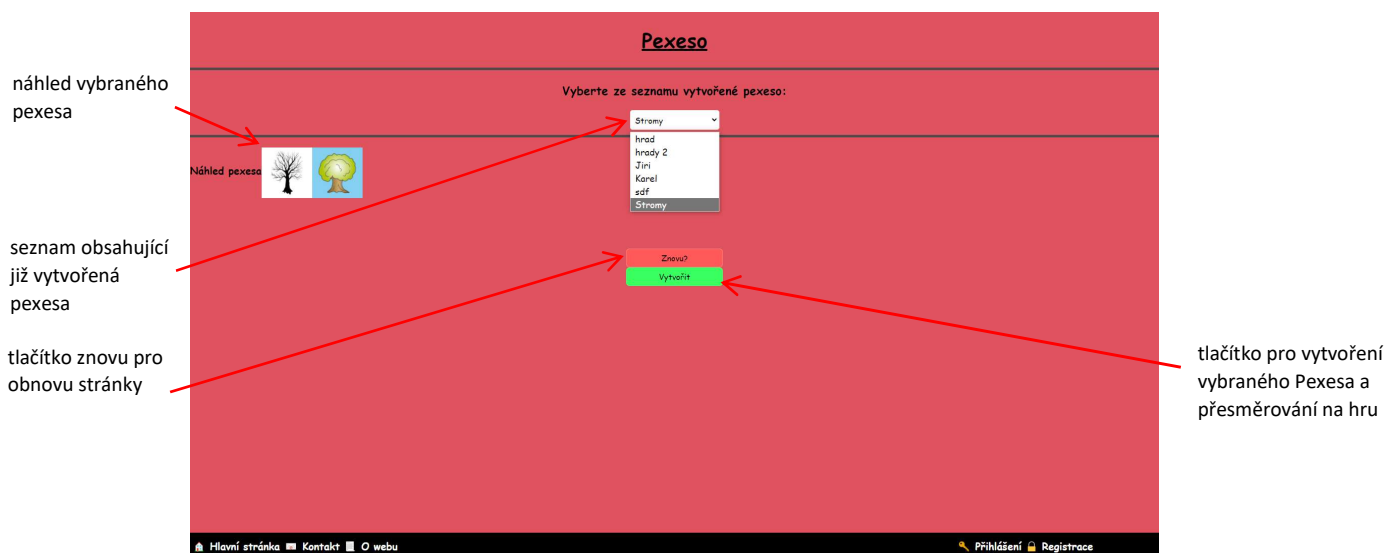 Pexeso
náhled vybraného
pexesa
Vyberte ze seznamu vytvořené pexeso:
Stromy
hrad
hrady 2
Jiri
Karel
sdf
Stromy
Náhled pexesa
seznam obsahující
již vytvořená
pexesa
Znovu?
Vytvořit
tlačítko znovu pro
obnovu stránky
tlačítko pro vytvoření
vybraného Pexesa a
přesměrování na hru
Hlavní stránka Kontakt O webu Přihlášení Registrace